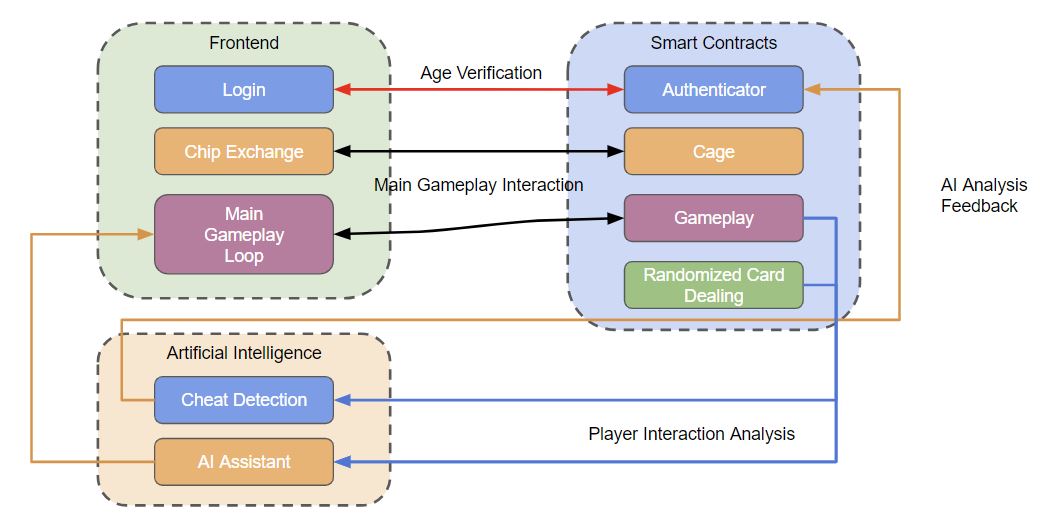 Frontend
Smart Contracts
Login
Age Verification
Authenticator
Chip Exchange
Cage
Main Gameplay Interaction
AI Analysis
Feedback
Main
Gameplay
Loop
Gameplay
Randomized Card
Dealing
Artificial Intelligence
Cheat Detection
Player Interaction Analysis
AI Assistant